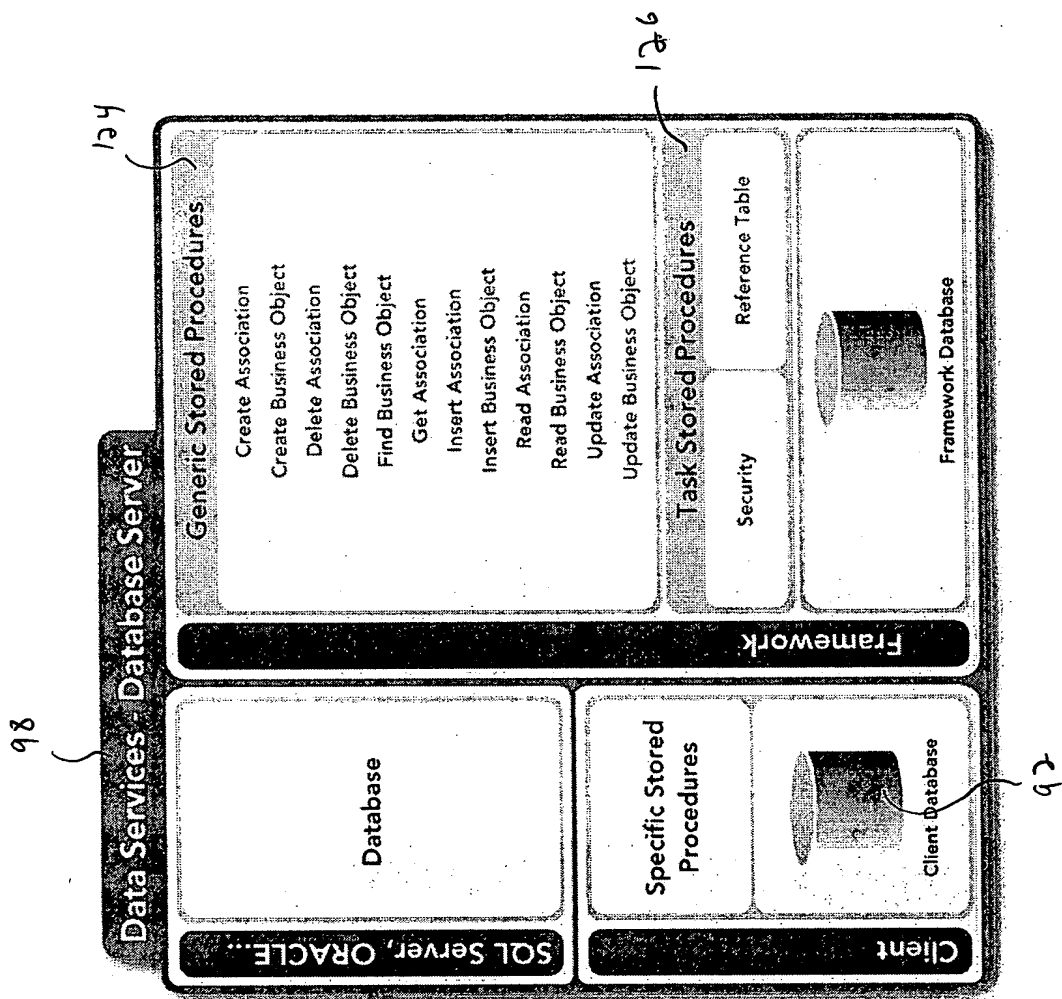 98
Data Services - Database Server
SQL Server, ORACLE...
Database
Client
Specific Stored
Procedures
Client Database
92
Framework
Generic Stored Procedures
124
Create Association
Create Business Object
Delete Association
Delete Business Object
Find Business Object
Get Association
Insert Association
Insert Business Object
Read Association
Read Business Object
Update Association
Update Business Object
Task Stored Procedures
126
Security
Reference Table
Framework Database